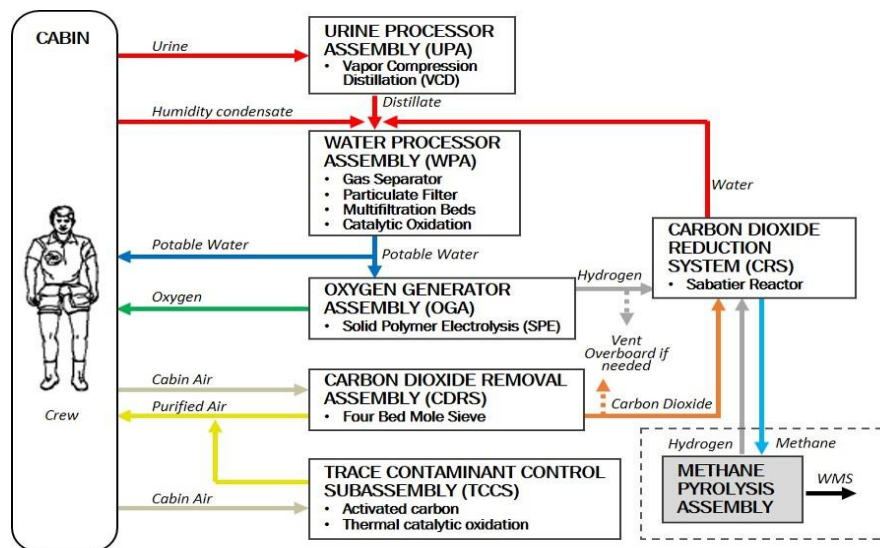 CABIN
Urine
URINE PROCESSOR
ASSEMBLY (UPA)
• Vapor Compression
Distillation (VCD)
Humidity condensate
Distillate
WATER PROCESSOR
ASSEMBLY (WPA)
• Gas Separator
• Particulate Filter
• Multifiltration Beds
• Catalytic Oxidation
Water
CARBON DIOXIDE
REDUCTION
SYSTEM (CRS)
• Sabatier Reactor
Potable Water
Potable Water
Hydrogen
Oxygen
OXYGEN GENERATOR
ASSEMBLY (OGA)
• Solid Polymer Electrolysis (SPE)
Vent
Overboard if
needed
Cabin Air
Purified Air
CARBON DIOXIDE REMOVAL
ASSEMBLY (CDRS)
• Four Bed Mole Sieve
Carbon Dioxide
Crew
Hydrogen
Methane
METHANE
PYROLYSIS
ASSEMBLY
WMS
Cabin Air
TRACE CONTAMINANT CONTROL
SUBASSEMBLY (TCCS)
• Activated carbon
• Thermal catalytic oxidation